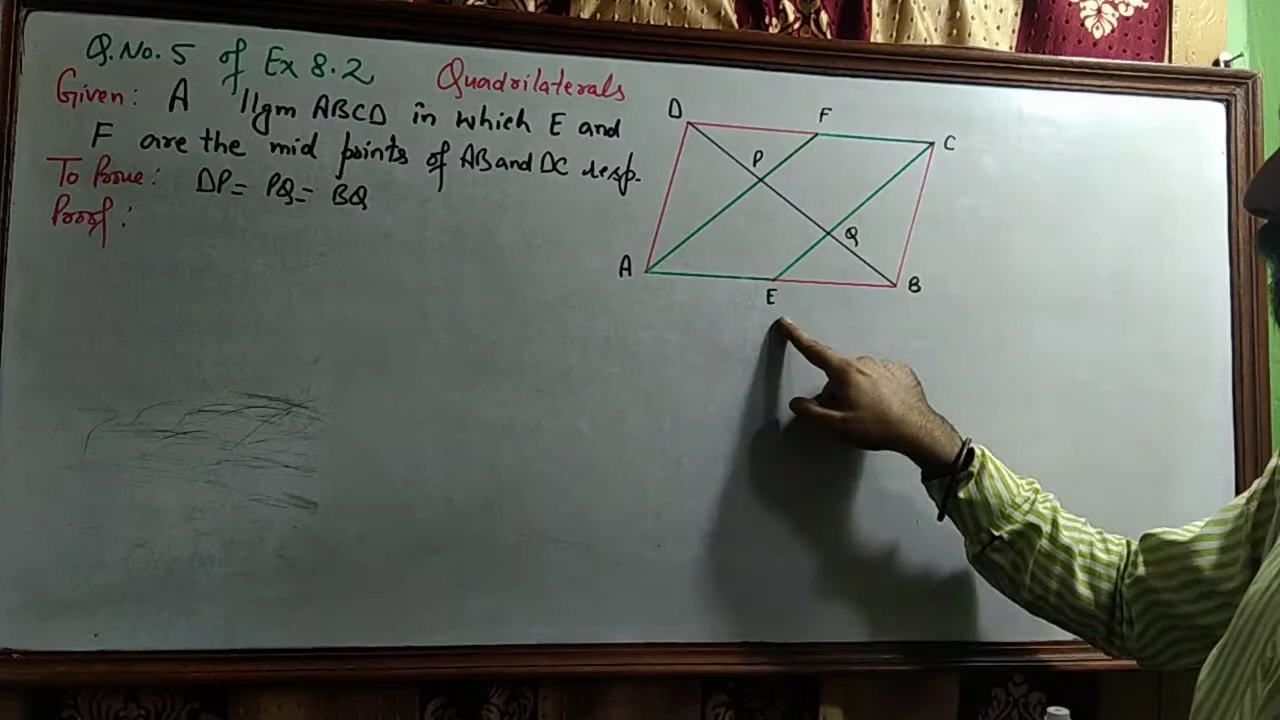 Q.No. 5 of Ex 8.2
Quadrilaterals
Given: A ||gm ABCD in which E and
F are the mid points of AB and DC resp.
To Prove: DP = PQ = BQ
Proof:
D F C
P
Q
A E B